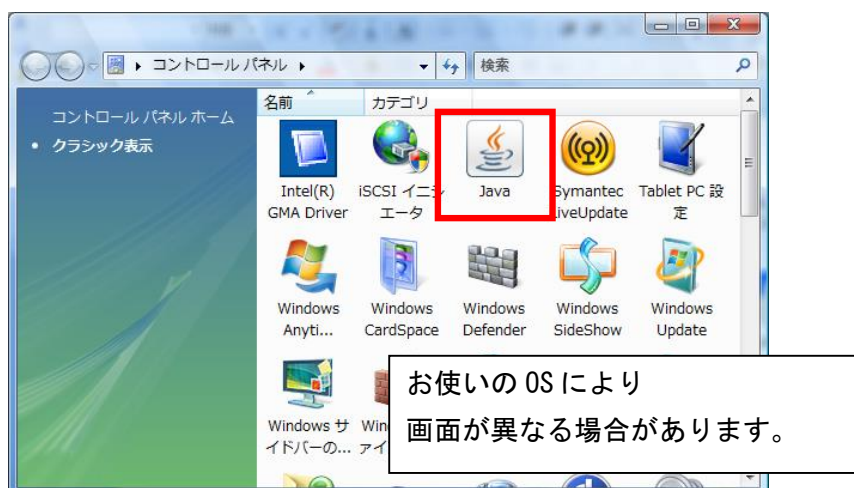 コントロール パネル
検索
コントロール パネル ホーム
クラシック表示
名前
カテゴリ
Intel(R)
GMA Driver
iSCSI イニシ
エータ
Java
Symantec
LiveUpdate
Tablet PC 設
定
Windows
Anyti...
Windows
CardSpace
Windows
Defender
Windows
SideShow
Windows
Update
Windows サ
イドバーの...
お使いの OS により
画面が異なる場合があります。